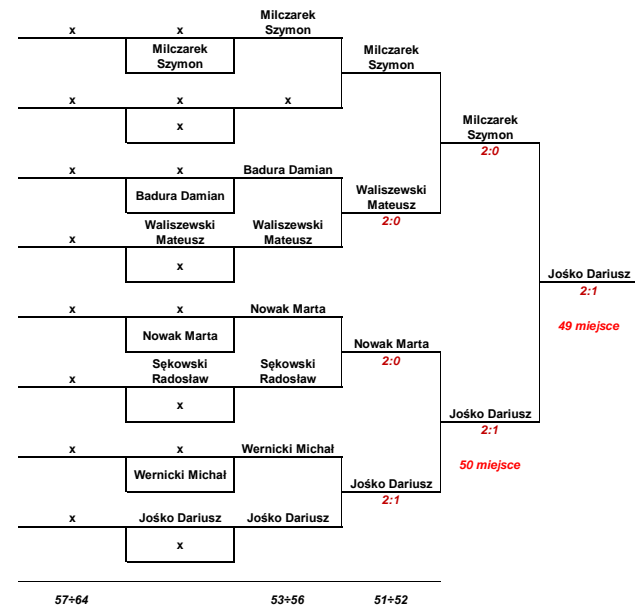 Milczarek
x x Szymon
Milczarek Milczarek
Szymon Szymon
x x x
x Milczarek
Szymon
2:0
x x Badura Damian
Badura Damian Waliszewski
Mateusz
Waliszewski Waliszewski 2:0
x Mateusz Mateusz
x
Jośko Dariusz
2:1
x x Nowak Marta
49 miejsce
Nowak Marta Nowak Marta
2:0
Sękowski Sękowski
x Radosław Radosław
x
Jośko Dariusz
2:1
x x Wernicki Michał
50 miejsce
Wernicki Michał
Jośko Dariusz
2:1
x Jośko Dariusz Jośko Dariusz
x
57÷64 53÷56 51÷52